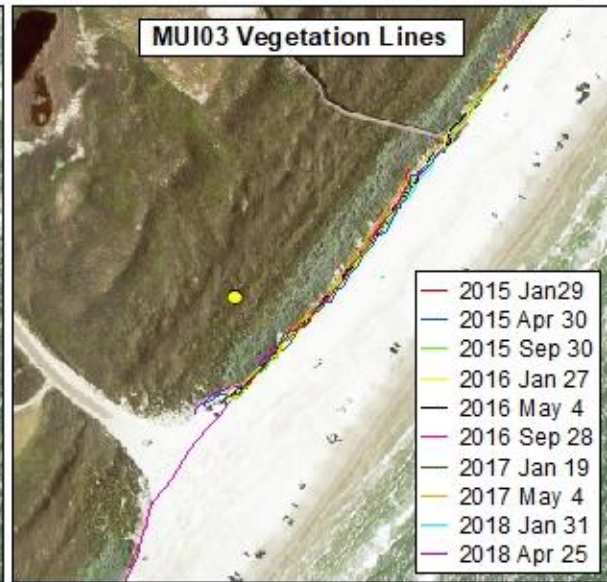 MUI03 Vegetation Lines
2015 Jan29
2015 Apr 30
2015 Sep 30
2016 Jan 27
2016 May 4
2016 Sep 28
2017 Jan 19
2017 May 4
2018 Jan 31
2018 Apr 25